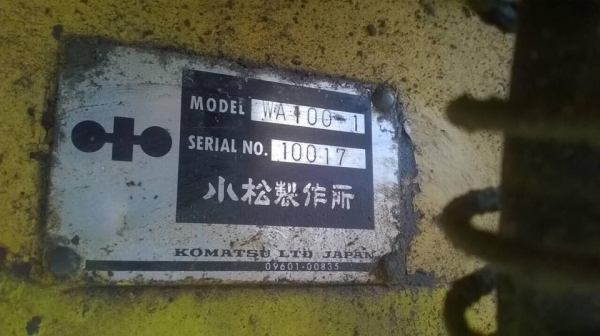 MODEL WA100-1
SERIAL NO. 10017
小松製作所
KOMATSU LTD JAPAN
09601-00835